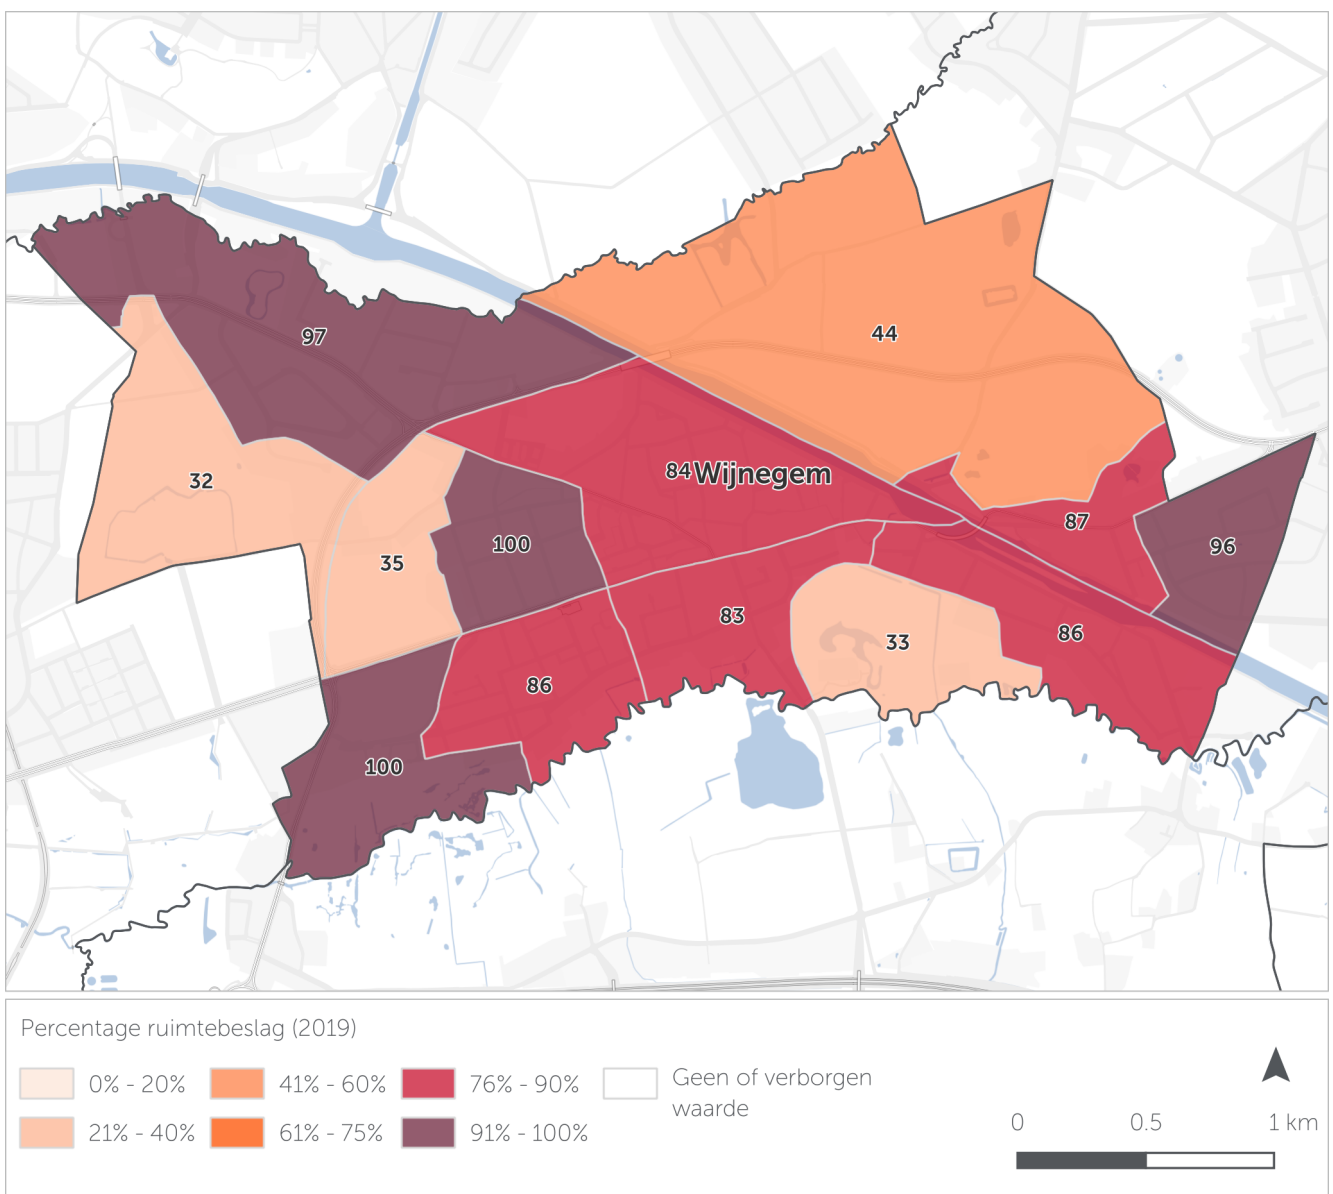 97
44
32
84 Wijnegem
87
100
96
35
83
86
33
86
100
Percentage ruimtebeslag (2019)
0% - 20%
41% - 60%
76% - 90%
Geen of verborgen
waarde
21% - 40%
61% - 75%
91% - 100%
0 0.5 1 km